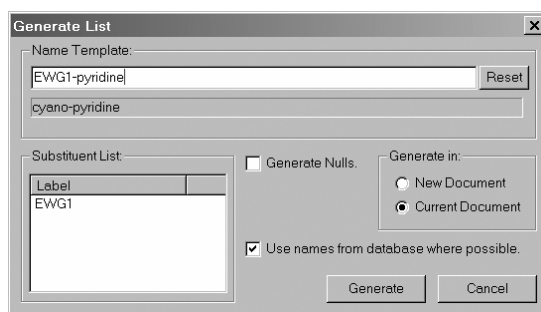 Generate List
Name Template:
EWG1-pyridine
Reset
cyano-pyridine
Substituent List:
Label
EWG1
Generate Nulls.
Generate in:
New Document
Current Document
Use names from database where possible.
Generate
Cancel